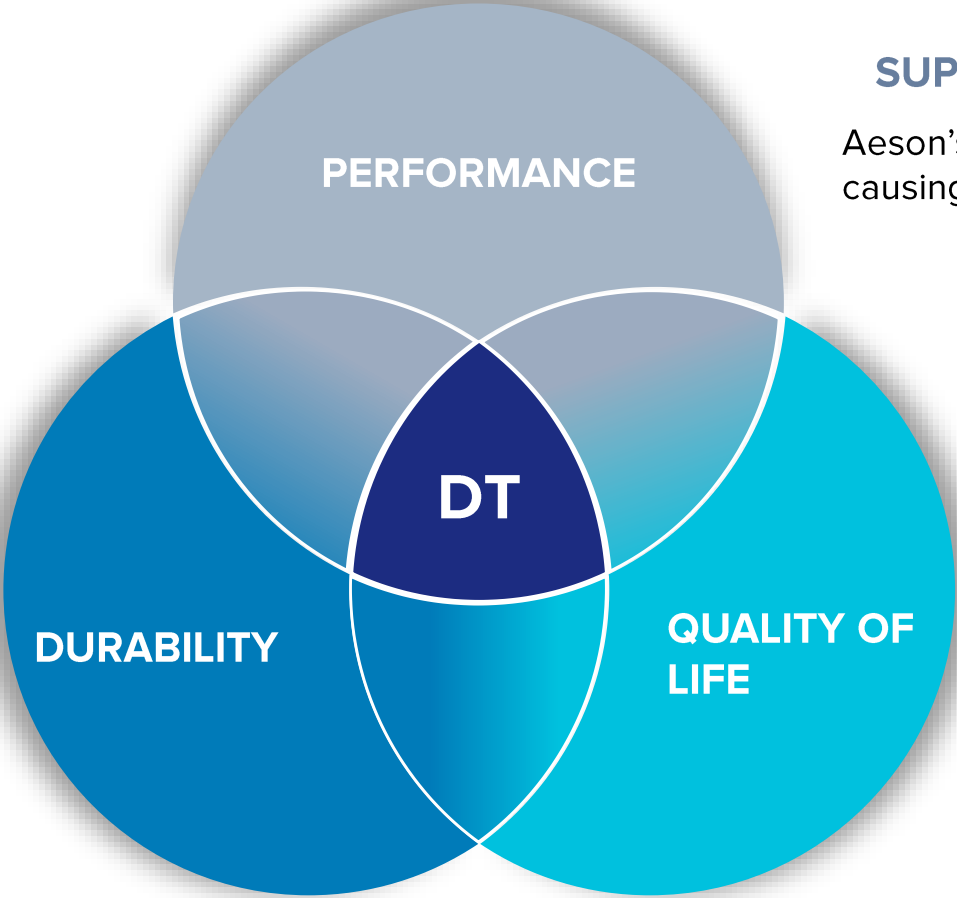 SUP
Aeson’s
causing
PERFORMANCE
DT
DURABILITY
QUALITY OF
LIFE